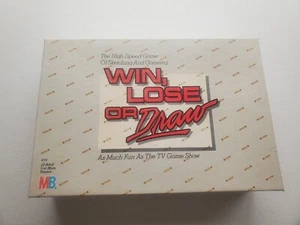 The High Speed Game
Of Sketching And Guessing
WIN,
LOSE
OR
Draw
As Much Fun As The TV Game Show
MB